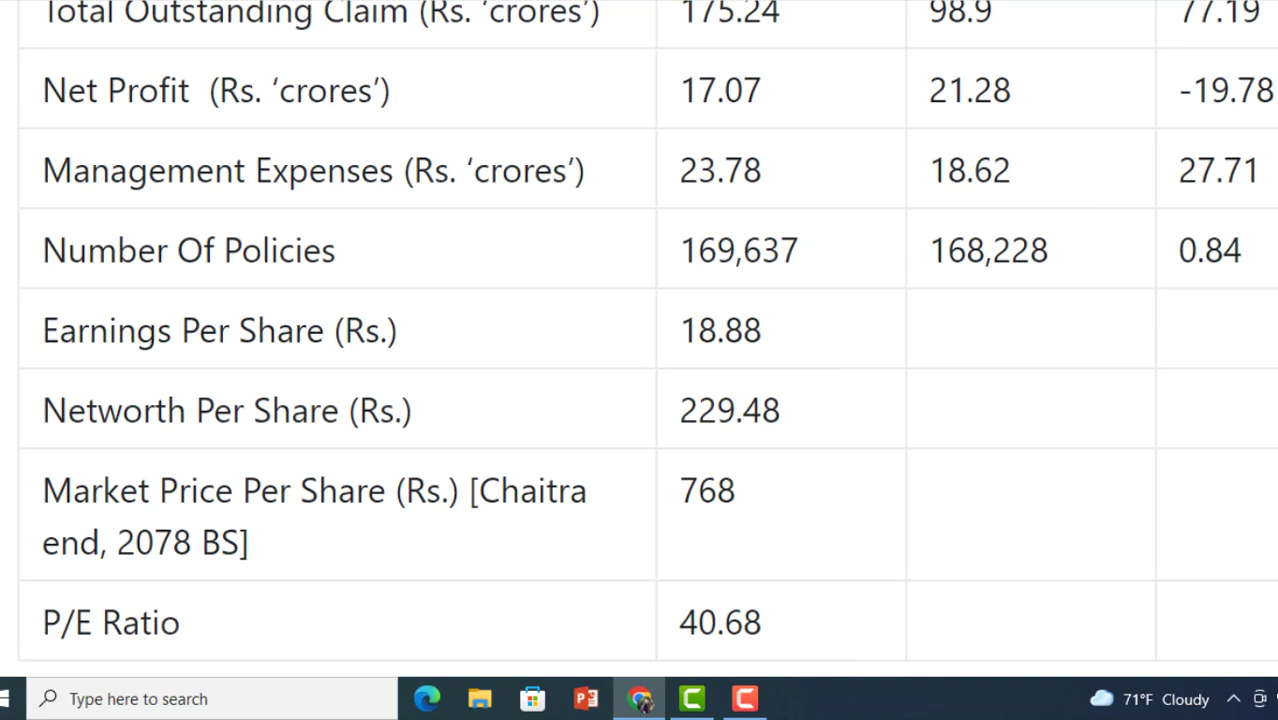 Total Outstanding Claim (Rs. ‘crores’) 175.24 98.9 77.19
Net Profit (Rs. ‘crores’) 17.07 21.28 -19.78
Management Expenses (Rs. ‘crores’) 23.78 18.62 27.71
Number Of Policies 169,637 168,228 0.84
Earnings Per Share (Rs.) 18.88
Networth Per Share (Rs.) 229.48
Market Price Per Share (Rs.) [Chaitra 768
end, 2078 BS]
P/E Ratio 40.68
Type here to search 71°F Cloudy